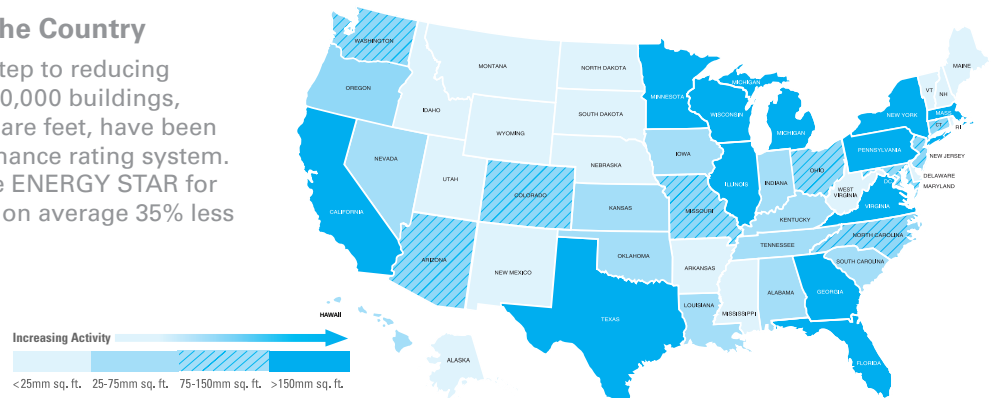 he Country
tep to reducing
0,000 buildings,
are feet, have been
nance rating system.
e ENERGY STAR for
on average 35% less
WASHINGTON
OREGON
CALIFORNIA
NEVADA
IDAHO
MONTANA
WYOMING
UTAH
ARIZONA
COLORADO
NEW MEXICO
NORTH DAKOTA
SOUTH DAKOTA
NEBRASKA
KANSAS
OKLAHOMA
TEXAS
MINNESOTA
IOWA
MISSOURI
ARKANSAS
LOUISIANA
WISCONSIN
ILLINOIS
MICHIGAN
MICHIGAN
INDIANA
OHIO
KENTUCKY
TENNESSEE
MISSISSIPPI
ALABAMA
GEORGIA
FLORIDA
SOUTH CAROLINA
NORTH CAROLINA
VIRGINIA
WEST
VIRGINIA
DC
MARYLAND
DELAWARE
NEW JERSEY
PENNSYLVANIA
NEW YORK
CT
RI
MASS
VT
NH
MAINE
HAWAII
ALASKA
Increasing Activity
<25mm sq. ft. 25-75mm sq. ft. 75-150mm sq. ft. >150mm sq. ft.